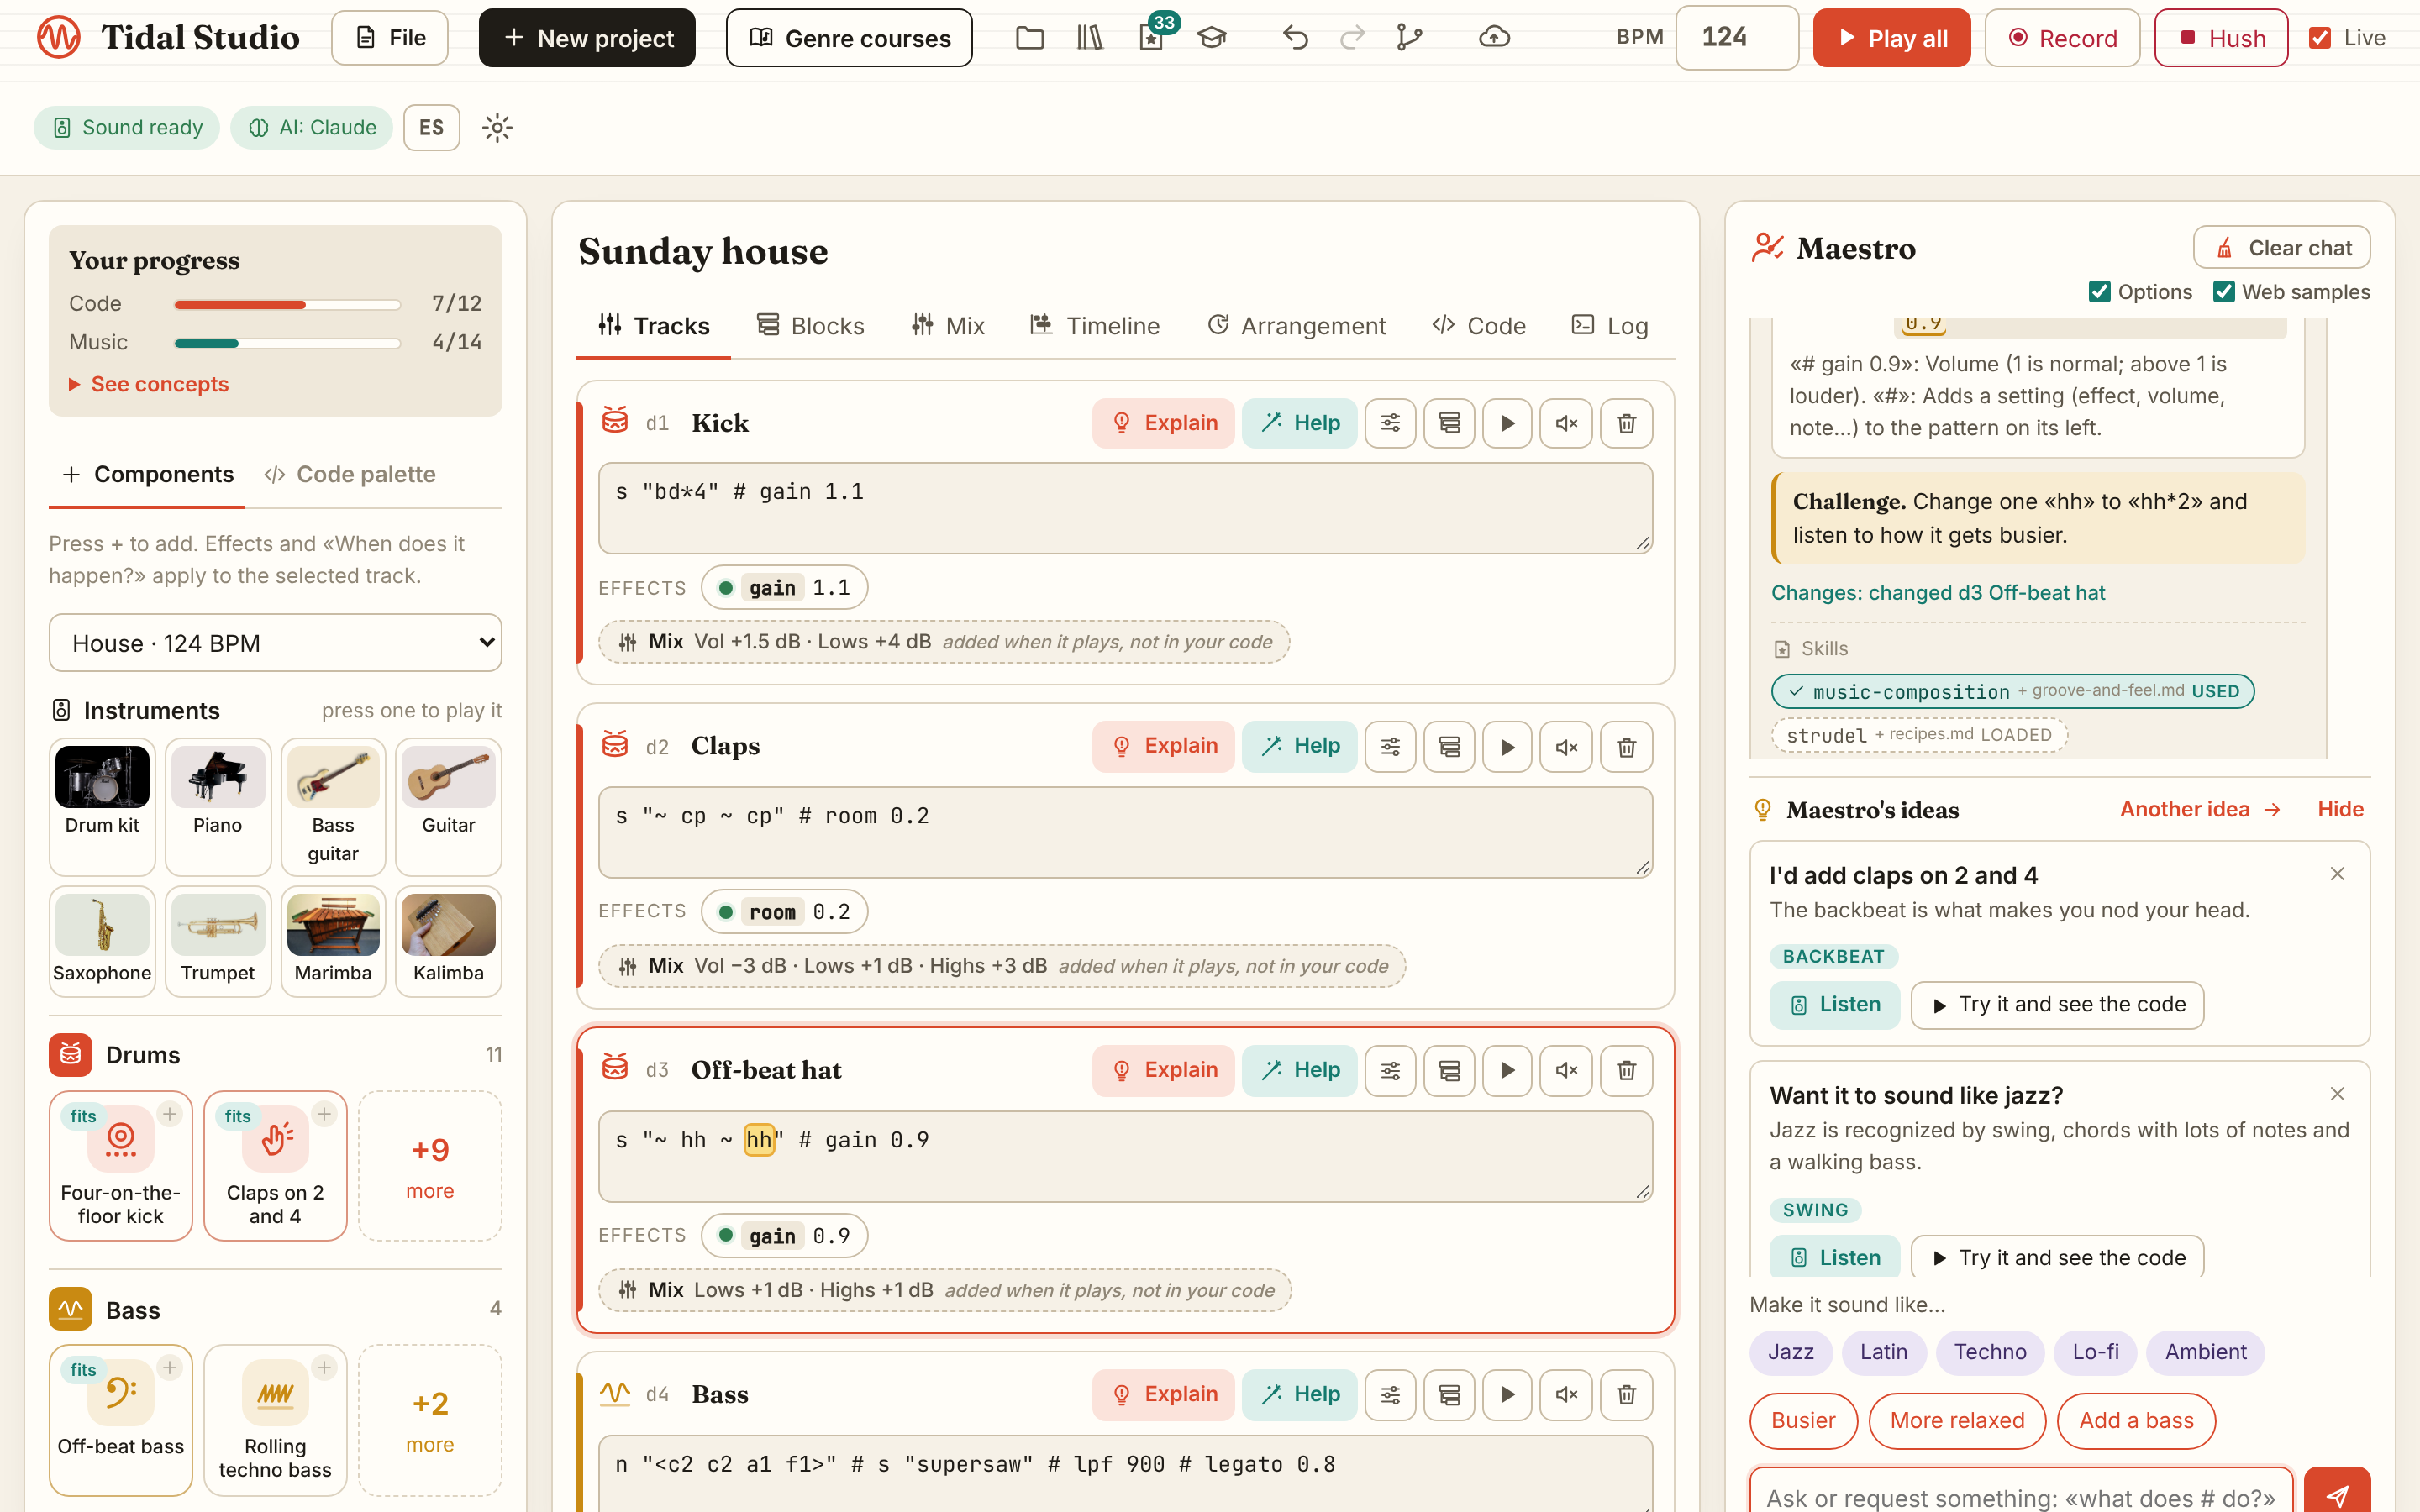 Tidal Studio
File
+ New project
Genre courses
33
BPM 124
Play all
Record
Hush
Live
Sound ready
AI: Claude
ES
Your progress
Code 7/12
Music 4/14
See concepts
+ Components
</> Code palette
Press + to add. Effects and «When does it
happen?» apply to the selected track.
House · 124 BPM
Instruments
press one to play it
Drum kit
Piano
Bass
guitar
Guitar
Saxophone
Trumpet
Marimba
Kalimba
Drums 11
fits
Four-on-the-
floor kick
fits
Claps on 2
and 4
+9
more
Bass 4
fits
Off-beat bass
Rolling
techno bass
+2
more
Sunday house
Tracks
Blocks
Mix
Timeline
Arrangement
</> Code
Log
d1 Kick
Explain
Help
s "bd*4" # gain 1.1
EFFECTS gain 1.1
Mix Vol +1.5 dB · Lows +4 dB added when it plays, not in your code
d2 Claps
Explain
Help
s "~ cp ~ cp" # room 0.2
EFFECTS room 0.2
Mix Vol −3 dB · Lows +1 dB · Highs +3 dB added when it plays, not in your code
d3 Off-beat hat
Explain
Help
s "~ hh ~ hh" # gain 0.9
EFFECTS gain 0.9
Mix Lows +1 dB · Highs +1 dB added when it plays, not in your code
d4 Bass
Explain
Help
n "<c2 c2 a1 f1>" # s "supersaw" # lpf 900 # legato 0.8
Maestro
Clear chat
Options
Web samples
0.9
«# gain 0.9»: Volume (1 is normal; above 1 is
louder). «#»: Adds a setting (effect, volume,
note…) to the pattern on its left.
Challenge. Change one «hh» to «hh*2» and
listen to how it gets busier.
Changes: changed d3 Off-beat hat
Skills
music-composition + groove-and-feel.md USED
strudel + recipes.md LOADED
Maestro's ideas
Another idea →
Hide
I'd add claps on 2 and 4
The backbeat is what makes you nod your head.
BACKBEAT
Listen
Try it and see the code
Want it to sound like jazz?
Jazz is recognized by swing, chords with lots of notes and
a walking bass.
SWING
Listen
Try it and see the code
Make it sound like…
Jazz
Latin
Techno
Lo-fi
Ambient
Busier
More relaxed
Add a bass
Ask or request something: «what does # do?»